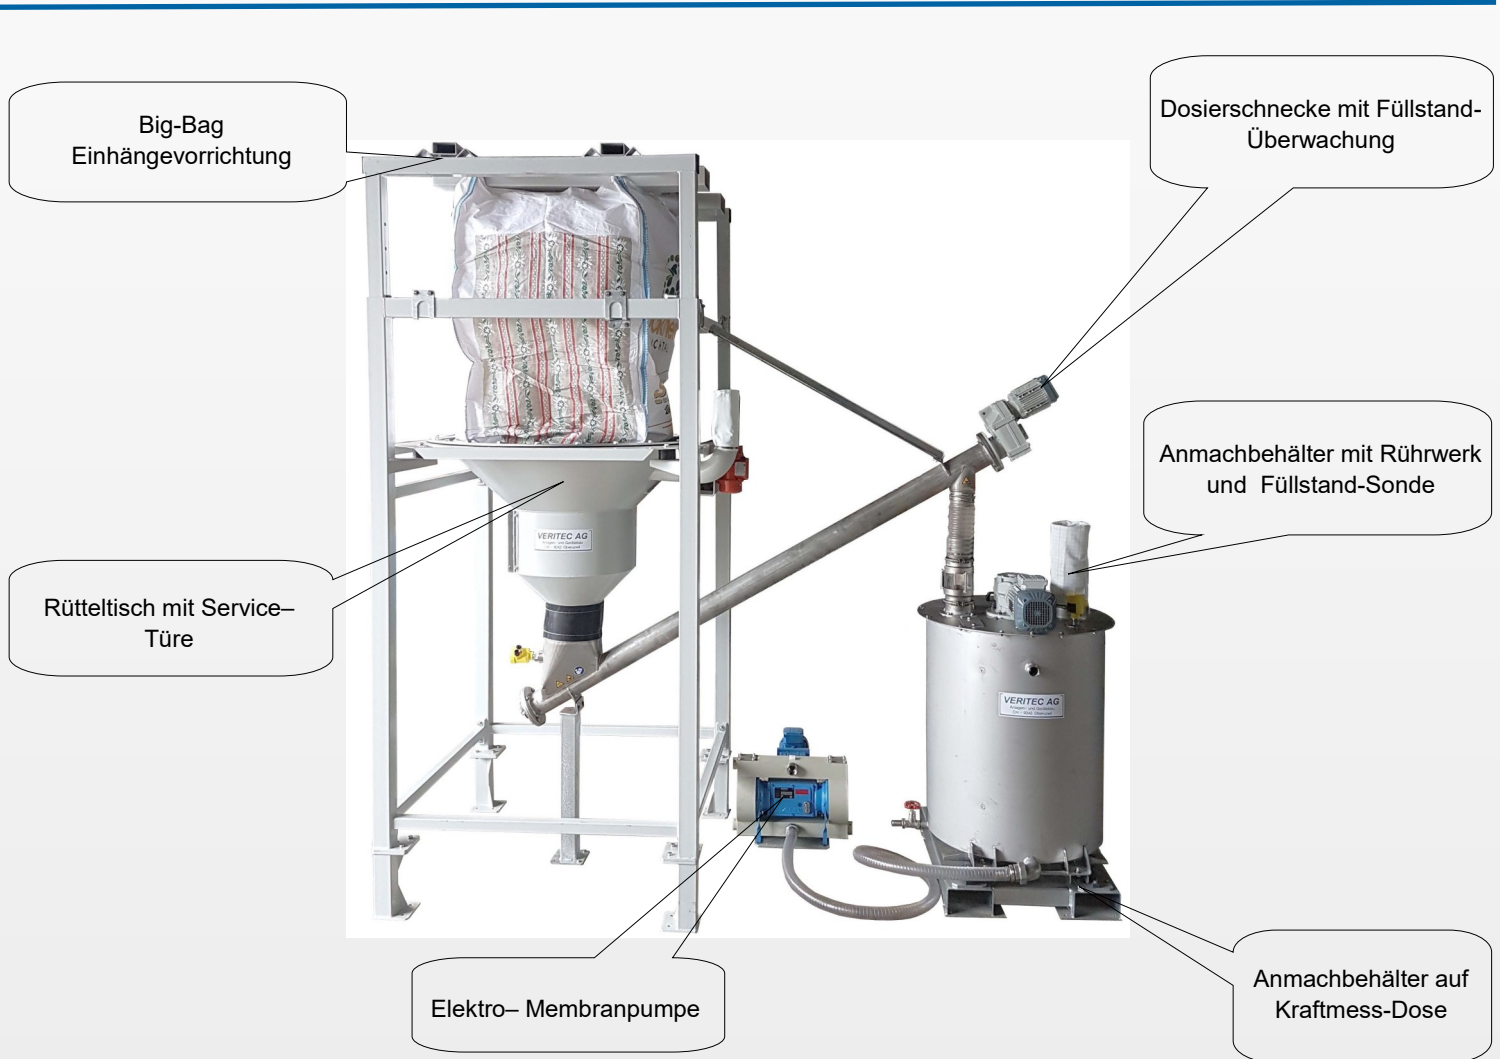 Big-Bag
Einhängevorrichtung
Dosierschnecke mit Füllstand-
Überwachung
Anmachbehälter mit Rührwerk
und Füllstand-Sonde
VERITEC AG
Rütteltisch mit Service–
Türe
VERITEC AG
Elektro– Membranpumpe
Anmachbehälter auf
Kraftmess-Dose